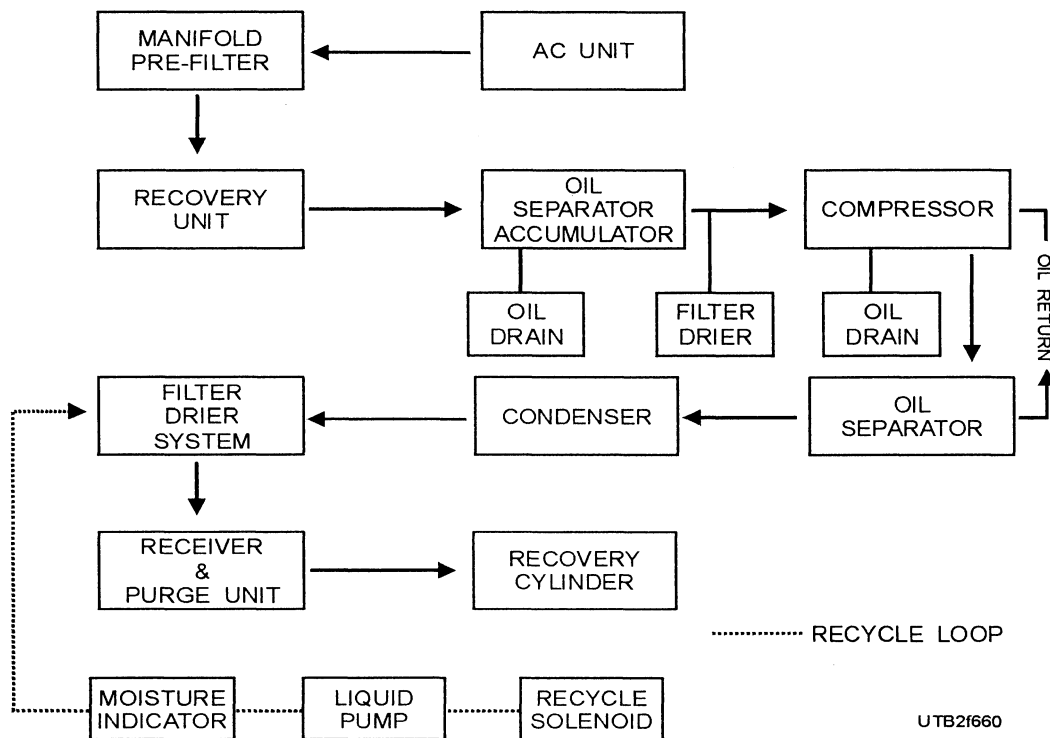 MANIFOLD
PRE-FILTER
AC UNIT
RECOVERY
UNIT
OIL
SEPARATOR
ACCUMULATOR
COMPRESSOR
OIL
DRAIN
FILTER
DRIER
OIL
DRAIN
OIL RETURN
FILTER
DRIER
SYSTEM
CONDENSER
OIL
SEPARATOR
RECEIVER
&
PURGE UNIT
RECOVERY
CYLINDER
RECYCLE LOOP
MOISTURE
INDICATOR
LIQUID
PUMP
RECYCLE
SOLENOID
UTB2f660